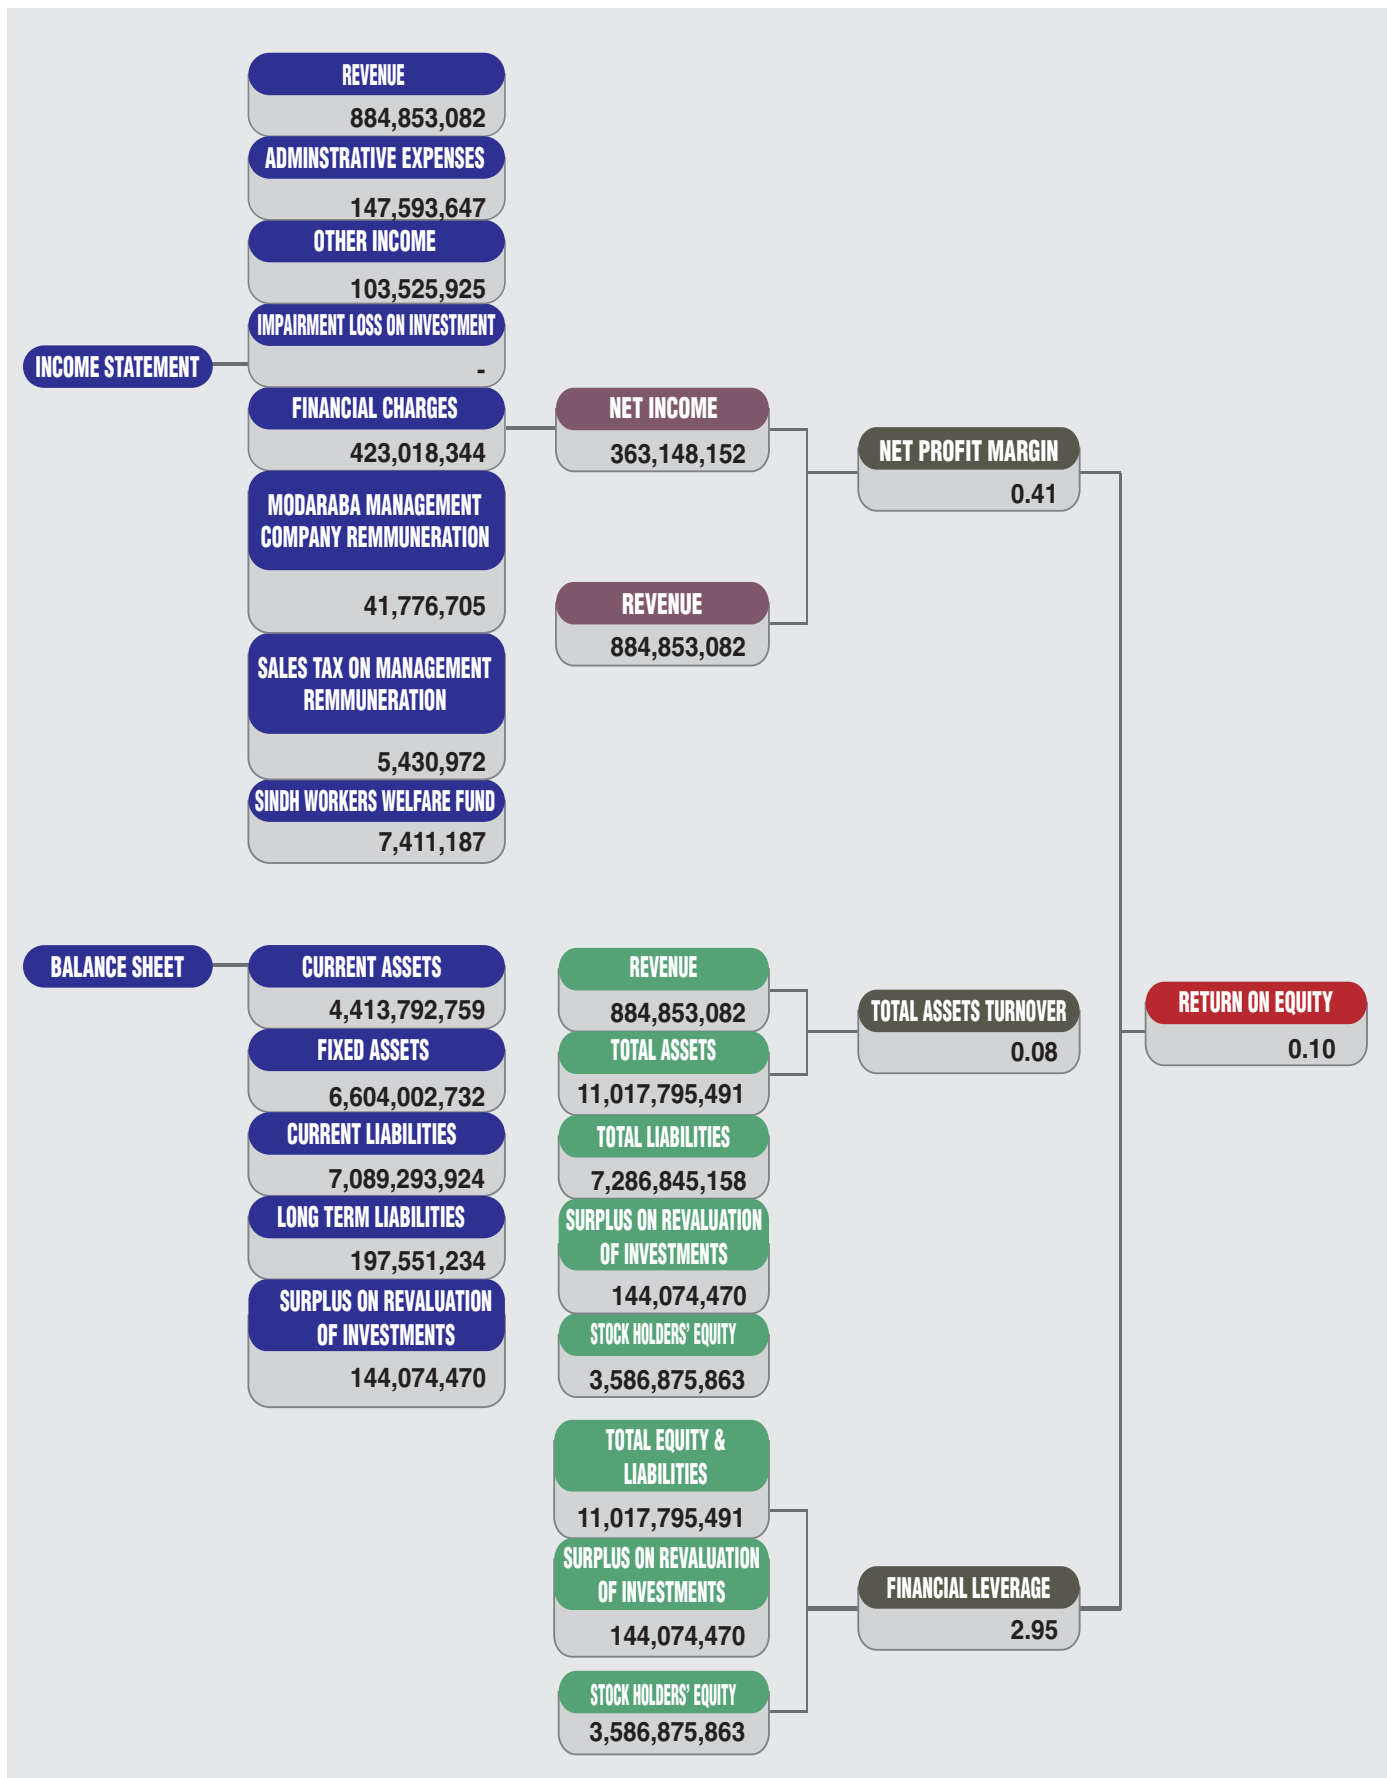 INCOME STATEMENT
REVENUE
884,853,082
ADMINSTRATIVE EXPENSES
147,593,647
OTHER INCOME
103,525,925
IMPAIRMENT LOSS ON INVESTMENT
-
FINANCIAL CHARGES
423,018,344
MODARABA MANAGEMENT
COMPANY REMMUNERATION
41,776,705
SALES TAX ON MANAGEMENT
REMMUNERATION
5,430,972
SINDH WORKERS WELFARE FUND
7,411,187
NET INCOME
363,148,152
REVENUE
884,853,082
NET PROFIT MARGIN
0.41
BALANCE SHEET
CURRENT ASSETS
4,413,792,759
FIXED ASSETS
6,604,002,732
CURRENT LIABILITIES
7,089,293,924
LONG TERM LIABILITIES
197,551,234
SURPLUS ON REVALUATION
OF INVESTMENTS
144,074,470
REVENUE
884,853,082
TOTAL ASSETS
11,017,795,491
TOTAL LIABILITIES
7,286,845,158
SURPLUS ON REVALUATION
OF INVESTMENTS
144,074,470
STOCK HOLDERS' EQUITY
3,586,875,863
TOTAL EQUITY &
LIABILITIES
11,017,795,491
SURPLUS ON REVALUATION
OF INVESTMENTS
144,074,470
STOCK HOLDERS' EQUITY
3,586,875,863
TOTAL ASSETS TURNOVER
0.08
FINANCIAL LEVERAGE
2.95
RETURN ON EQUITY
0.10